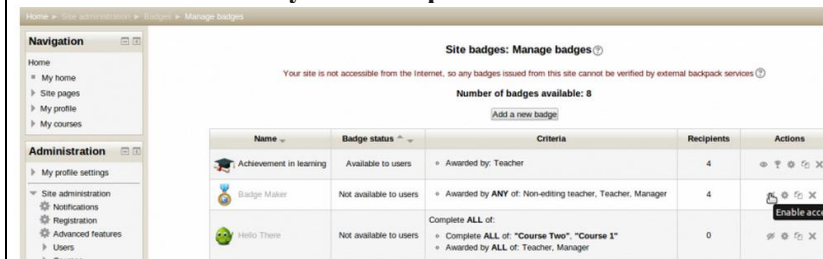 Home ► Site administration ► Badges ► Manage badges
Navigation
Home
My home
Site pages
My profile
My courses
Administration
My profile settings
Site administration
Notifications
Registration
Advanced features
Users
Site badges: Manage badges
Your site is not accessible from the Internet, so any badges issued from this site cannot be verified by external backpack services
Number of badges available: 8
Add a new badge
Name Badge status Criteria Recipients Actions
Achievement in learning Available to users Awarded by: Teacher 4
Badge Maker Not available to users Awarded by ANY of: Non-editing teacher, Teacher, Manager 4
Enable acce
Hello There Not available to users Complete ALL of: 0
Complete ALL of: "Course Two", "Course 1"
Awarded by ALL of: Teacher, Manager